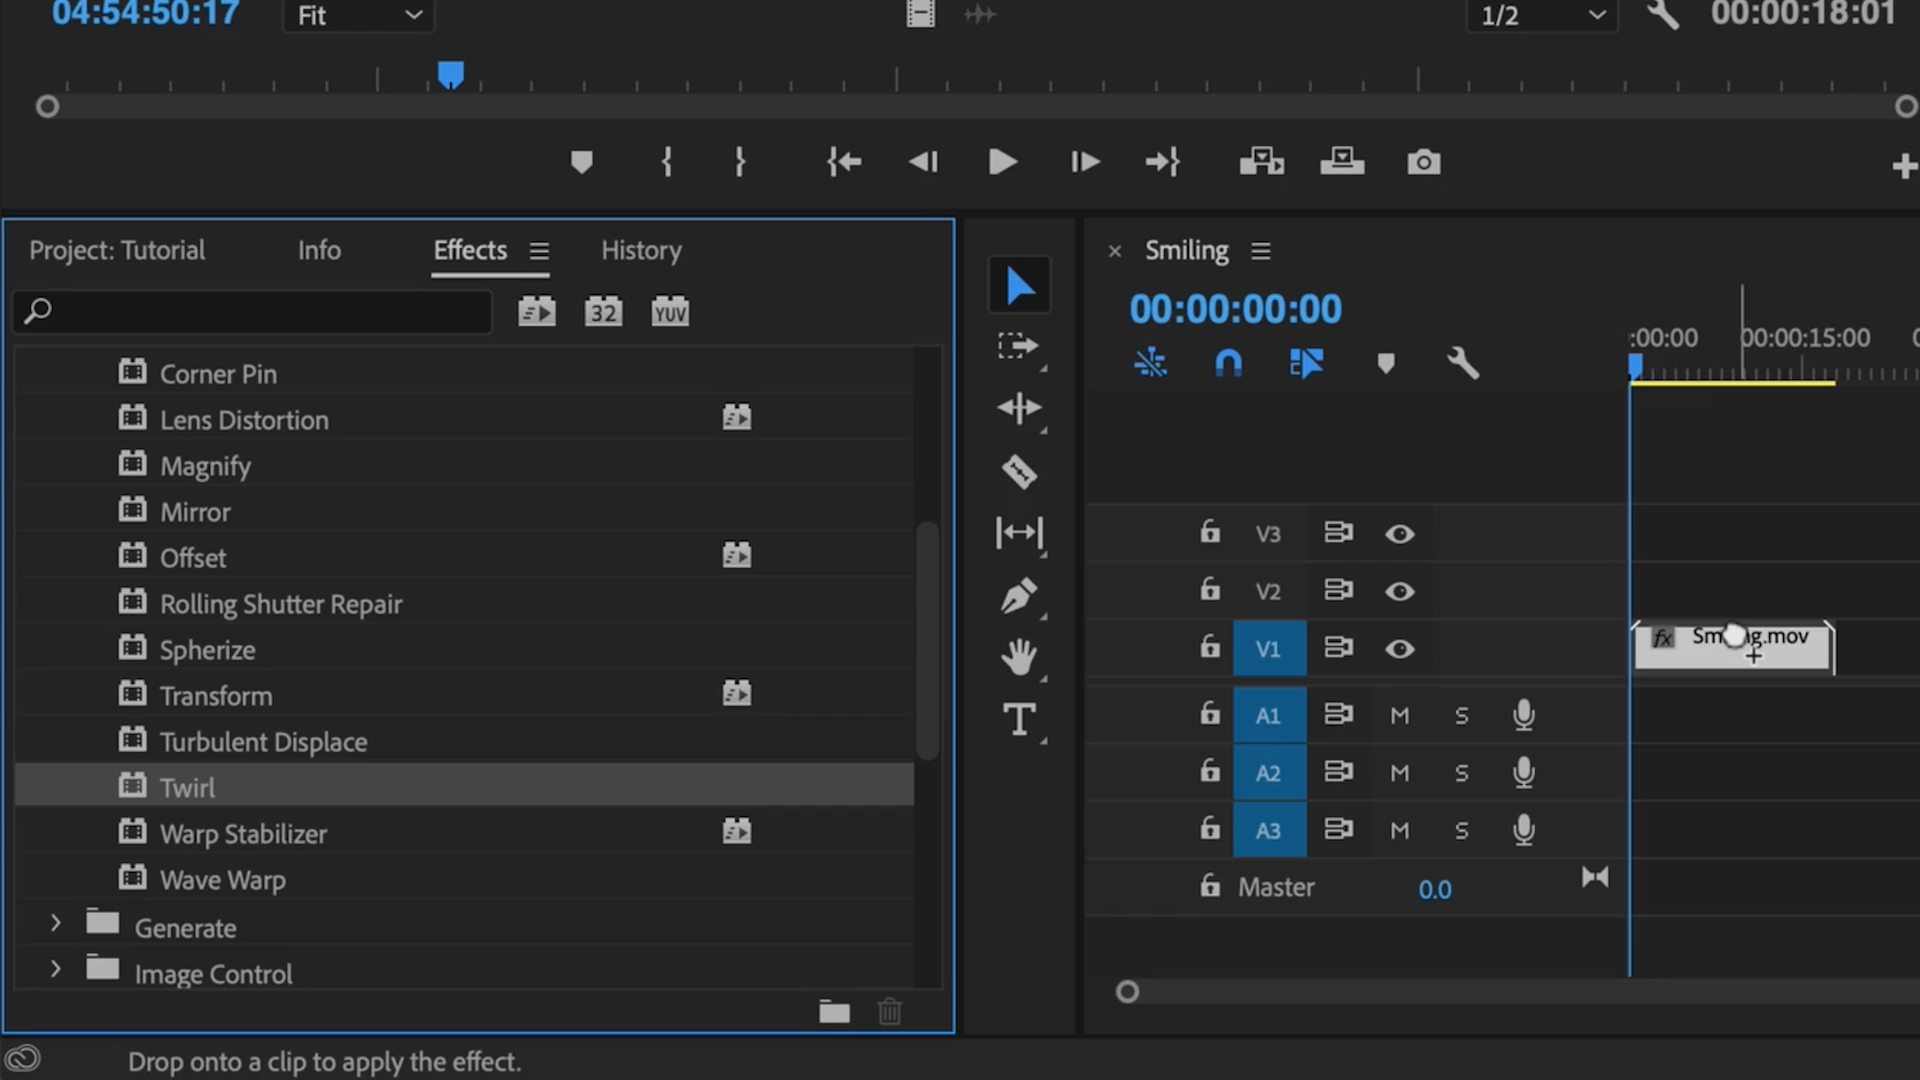 04:54:50:17 Fit 1/2 00:00:18:01
Project: Tutorial Info Effects History
32 YUV
Corner Pin
Lens Distortion
Magnify
Mirror
Offset
Rolling Shutter Repair
Spherize
Transform
Turbulent Displace
Twirl
Warp Stabilizer
Wave Warp
Generate
Image Control
Drop onto a clip to apply the effect.
T
× Smiling
00:00:00:00
:00:00 00:00:15:00
V3
V2
V1
fx
A1 M S
A2 M S
A3 M S
Master 0.0